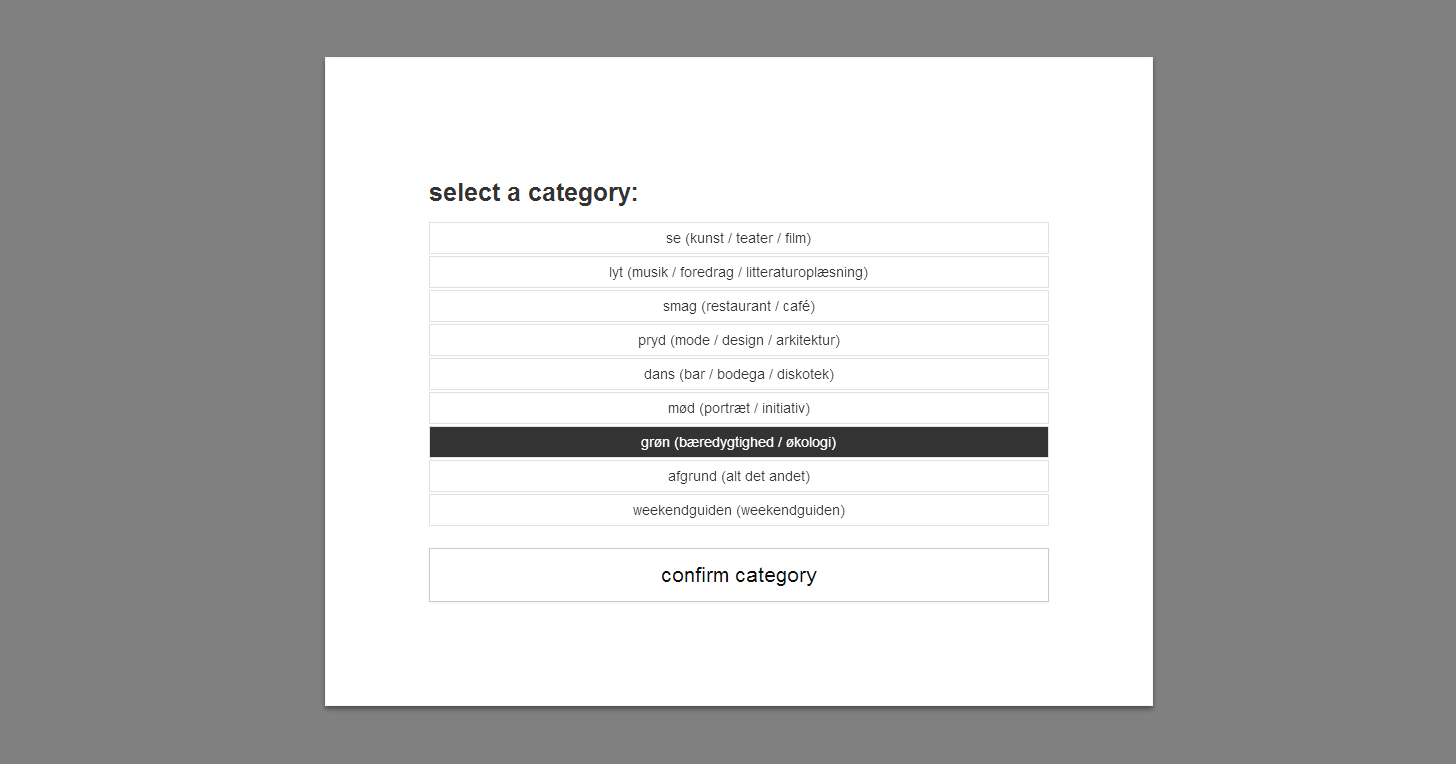 select a category:
se (kunst / teater / film)
lyt (musik / foredrag / litteraturoplæsning)
smag (restaurant / café)
pryd (mode / design / arkitektur)
dans (bar / bodega / diskotek)
mød (portræt / initiativ)
grøn (bæredygtighed / økologi)
afgrund (alt det andet)
weekendguiden (weekendguiden)
confirm category